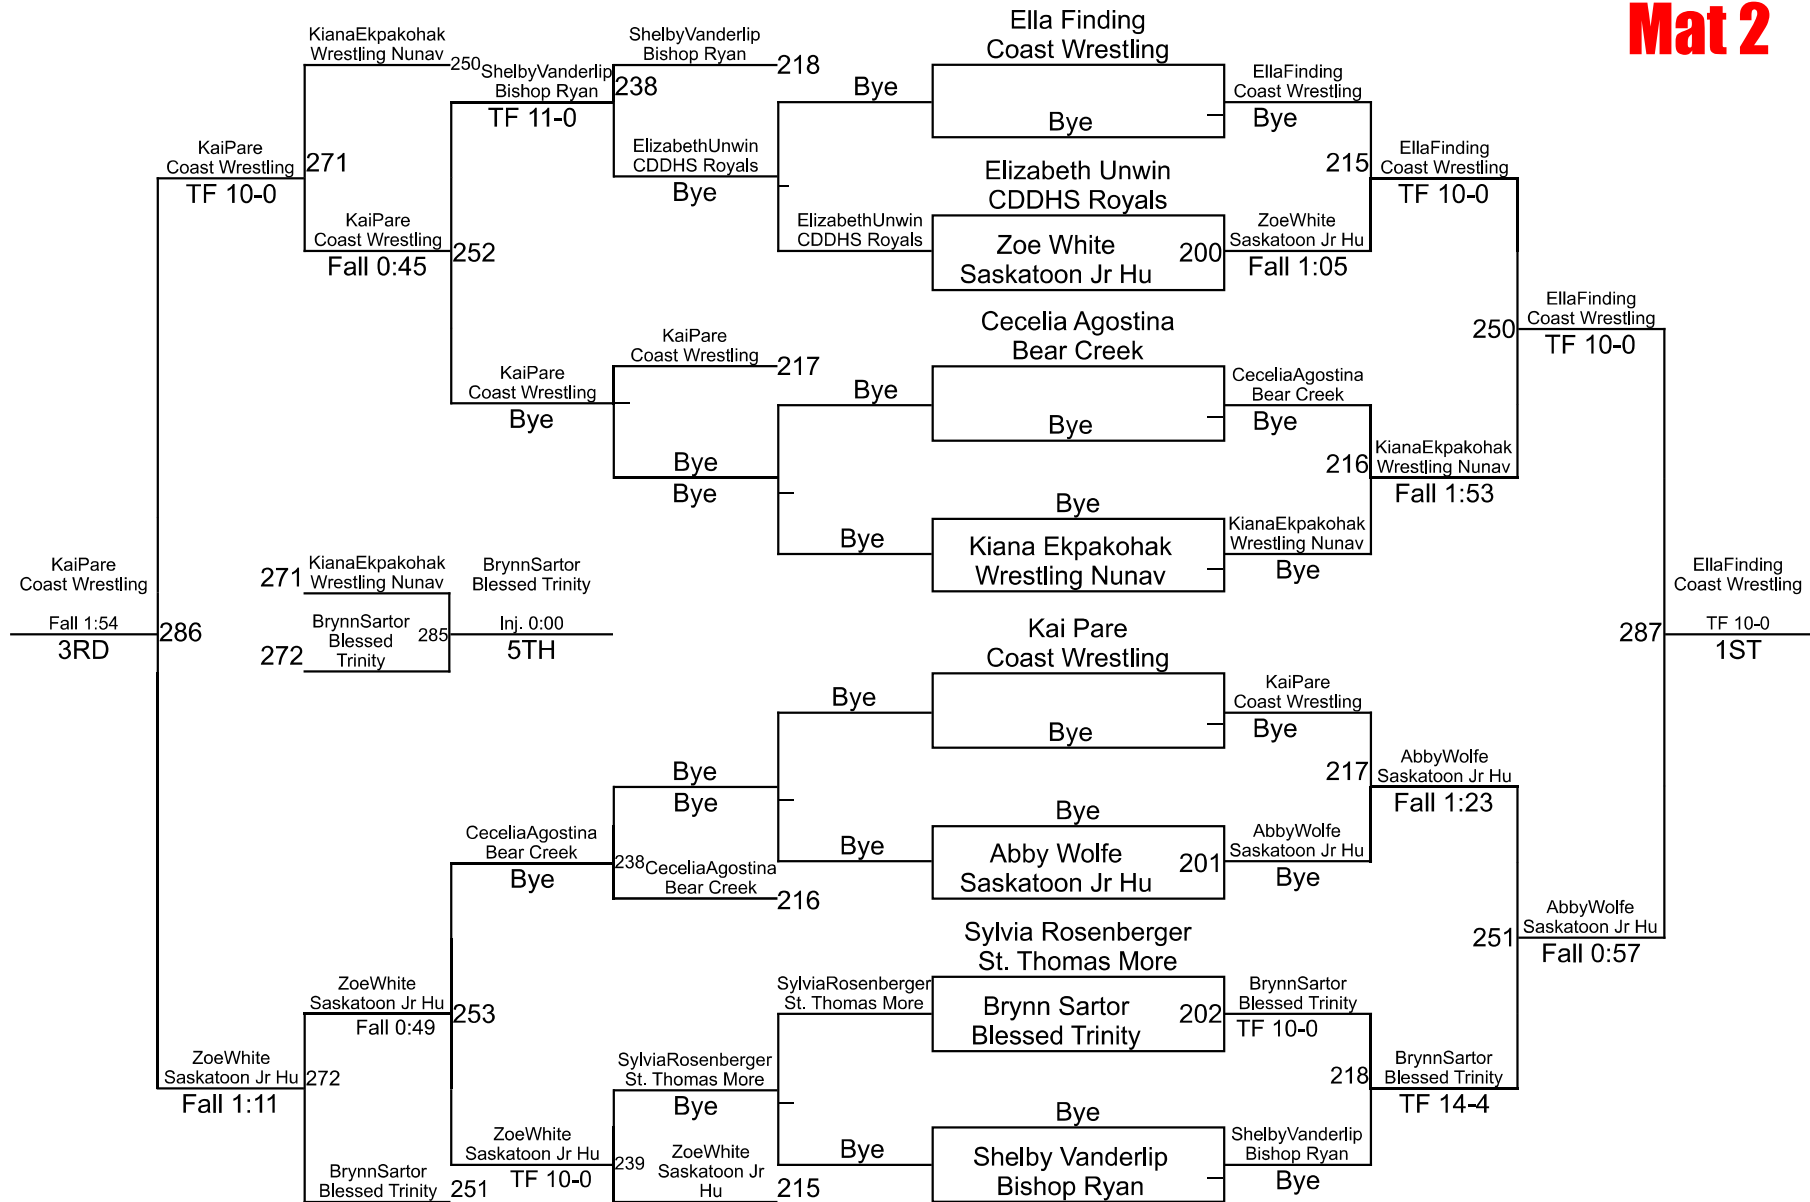 Mat 2
Ella Finding
Coast Wrestling
Bye
Elizabeth Unwin
CDDHS Royals
Zoe White
Saskatoon Jr Hu
200
Cecelia Agostina
Bear Creek
Bye
Bye
Kiana Ekpakohak
Wrestling Nunav
Kai Pare
Coast Wrestling
Bye
Bye
Abby Wolfe
Saskatoon Jr Hu
201
Sylvia Rosenberger
St. Thomas More
Brynn Sartor
Blessed Trinity
202
Bye
Shelby Vanderlip
Bishop Ryan
EllaFinding
Coast Wrestling
Bye
215
ZoeWhite
Saskatoon Jr Hu
Fall 1:05
CeceliaAgostina
Bear Creek
Bye
216
KianaEkpakohak
Wrestling Nunav
Bye
KaiPare
Coast Wrestling
Bye
217
AbbyWolfe
Saskatoon Jr Hu
Bye
BrynnSartor
Blessed Trinity
TF 10-0
218
ShelbyVanderlip
Bishop Ryan
Bye
EllaFinding
Coast Wrestling
TF 10-0
250
KianaEkpakohak
Wrestling Nunav
Fall 1:53
AbbyWolfe
Saskatoon Jr Hu
Fall 1:23
251
BrynnSartor
Blessed Trinity
TF 14-4
EllaFinding
Coast Wrestling
TF 10-0
287
AbbyWolfe
Saskatoon Jr Hu
Fall 0:57
EllaFinding
Coast Wrestling
TF 10-0
1ST
Bye
ElizabethUnwin
CDDHS Royals
Bye
Bye
Bye
Bye
SylviaRosenberger
St. Thomas More
Bye
ShelbyVanderlip
Bishop Ryan
218
ElizabethUnwin
CDDHS Royals
Bye
KaiPare
Coast Wrestling
217
Bye
Bye
Bye
Bye
CeceliaAgostina
Bear Creek
216
SylviaRosenberger
St. Thomas More
Bye
ZoeWhite
Saskatoon Jr
Hu
215
ShelbyVanderlip
Bishop Ryan
TF 11-0
238
KaiPare
Coast Wrestling
Bye
CeceliaAgostina
Bear Creek
Bye
238
ZoeWhite
Saskatoon Jr Hu
TF 10-0
239
KianaEkpakohak
Wrestling Nunav
250
KaiPare
Coast Wrestling
Fall 0:45
252
ZoeWhite
Saskatoon Jr Hu
Fall 0:49
253
BrynnSartor
Blessed Trinity
251
KaiPare
Coast Wrestling
TF 10-0
271
ZoeWhite
Saskatoon Jr Hu
Fall 1:11
272
KaiPare
Coast Wrestling
Fall 1:54
3RD
286
271
KianaEkpakohak
Wrestling Nunav
272
BrynnSartor
Blessed
Trinity
285
BrynnSartor
Blessed Trinity
Inj. 0:00
5TH